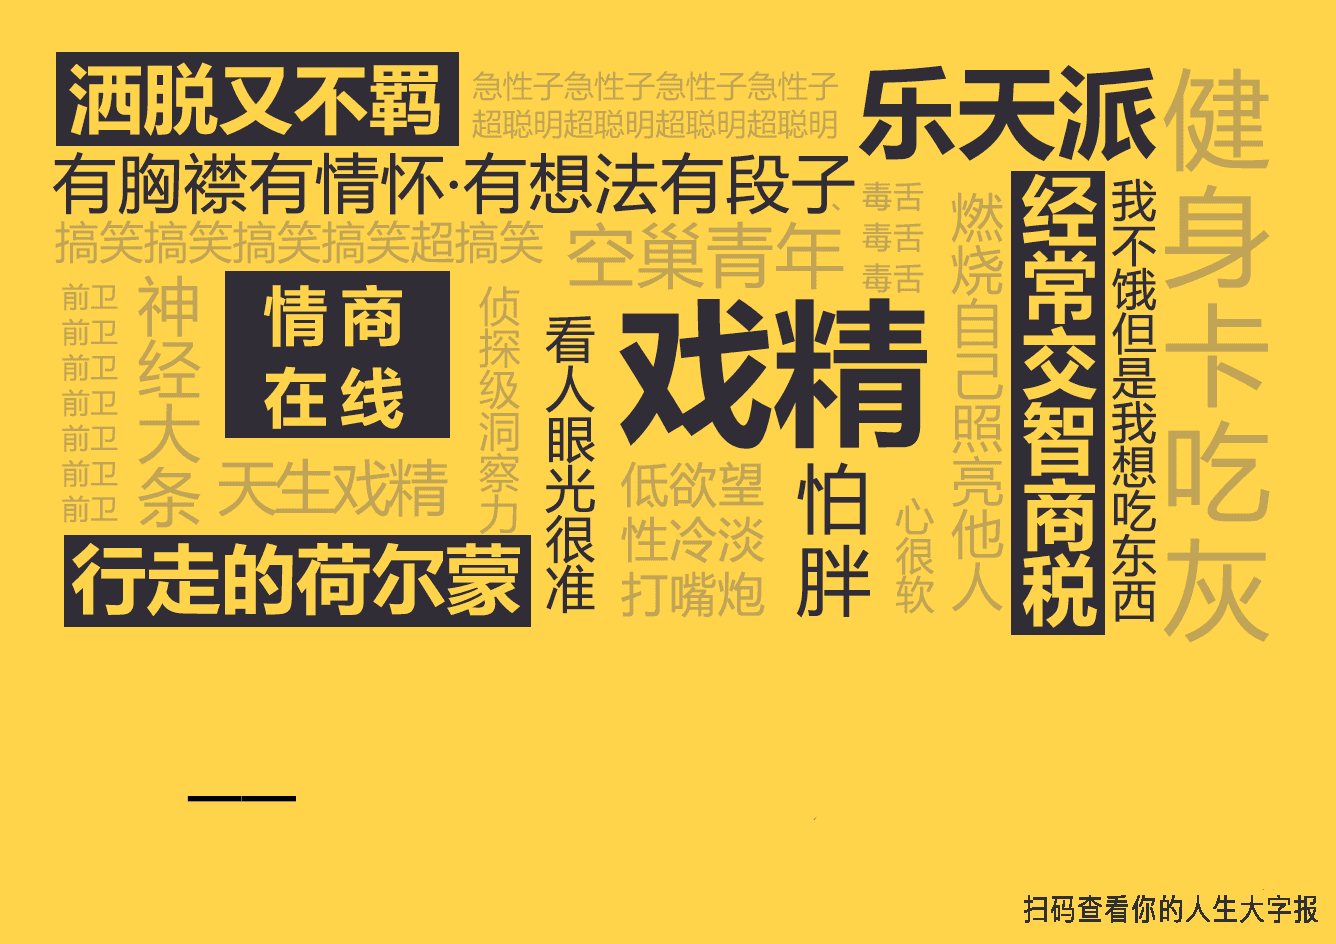 洒脱又不羁
急性子急性子急性子急性子
超聪明超聪明超聪明超聪明
乐天派
健身卡吃灰
有胸襟有情怀·有想法有段子
毒舌
毒舌
毒舌
燃烧自己照亮他人
经常交智商税
我不饿但是我想吃东西
搞笑搞笑搞笑搞笑超搞笑
空巢青年
前卫
前卫
前卫
前卫
前卫
前卫
前卫
神经大条
情商
在线
侦探级洞察力
看人眼光很准
戏精
天生戏精
低欲望
性冷淡
打嘴炮
怕胖
心很软
行走的荷尔蒙
——
扫码查看你的人生大字报